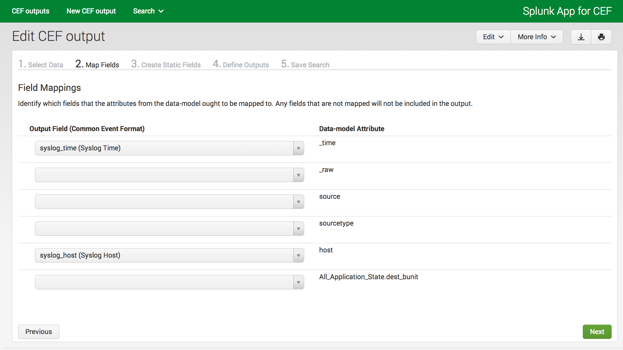 CEF outputs New CEF output Search Splunk App for CEF
Edit CEF output Edit More Info
1. Select Data 2. Map Fields 3. Create Static Fields 4. Define Outputs 5. Save Search
Field Mappings
Identify which fields that the attributes from the data-model ought to be mapped to. Any fields that are not mapped will not be included in the output.
Output Field (Common Event Format) Data-model Attribute
syslog_time (Syslog Time) _time
_raw
source
sourcetype
syslog_host (Syslog Host) host
All_Application_State.dest_bunit
Previous Next